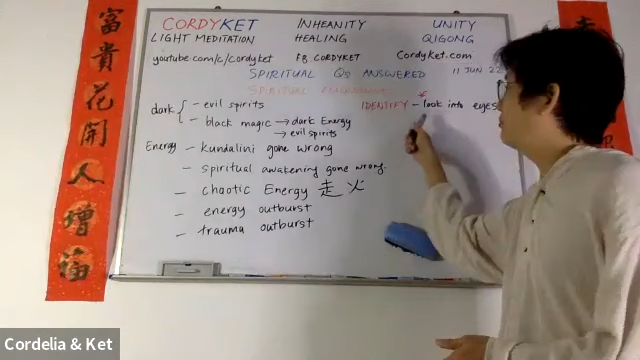 富貴花開人增福
CORDYKET INHEANITY UNITY
LIGHT MEDITATION HEALING QIGONG
youtube.com/c/cordyket FB.CORDYKET Cordyket.com
SPIRITUAL Qs ANSWERED 11 JUN 22
SPIRITUAL
dark { - evil spirits
- black magic → dark Energy
→ evil spirits
IDENTIFY - look into eyes
Energy - kundalini gone wrong
- spiritual awakening gone wrong.
- chaotic Energy 走火
- energy outburst
- trauma outburst
Cordelia & Ket